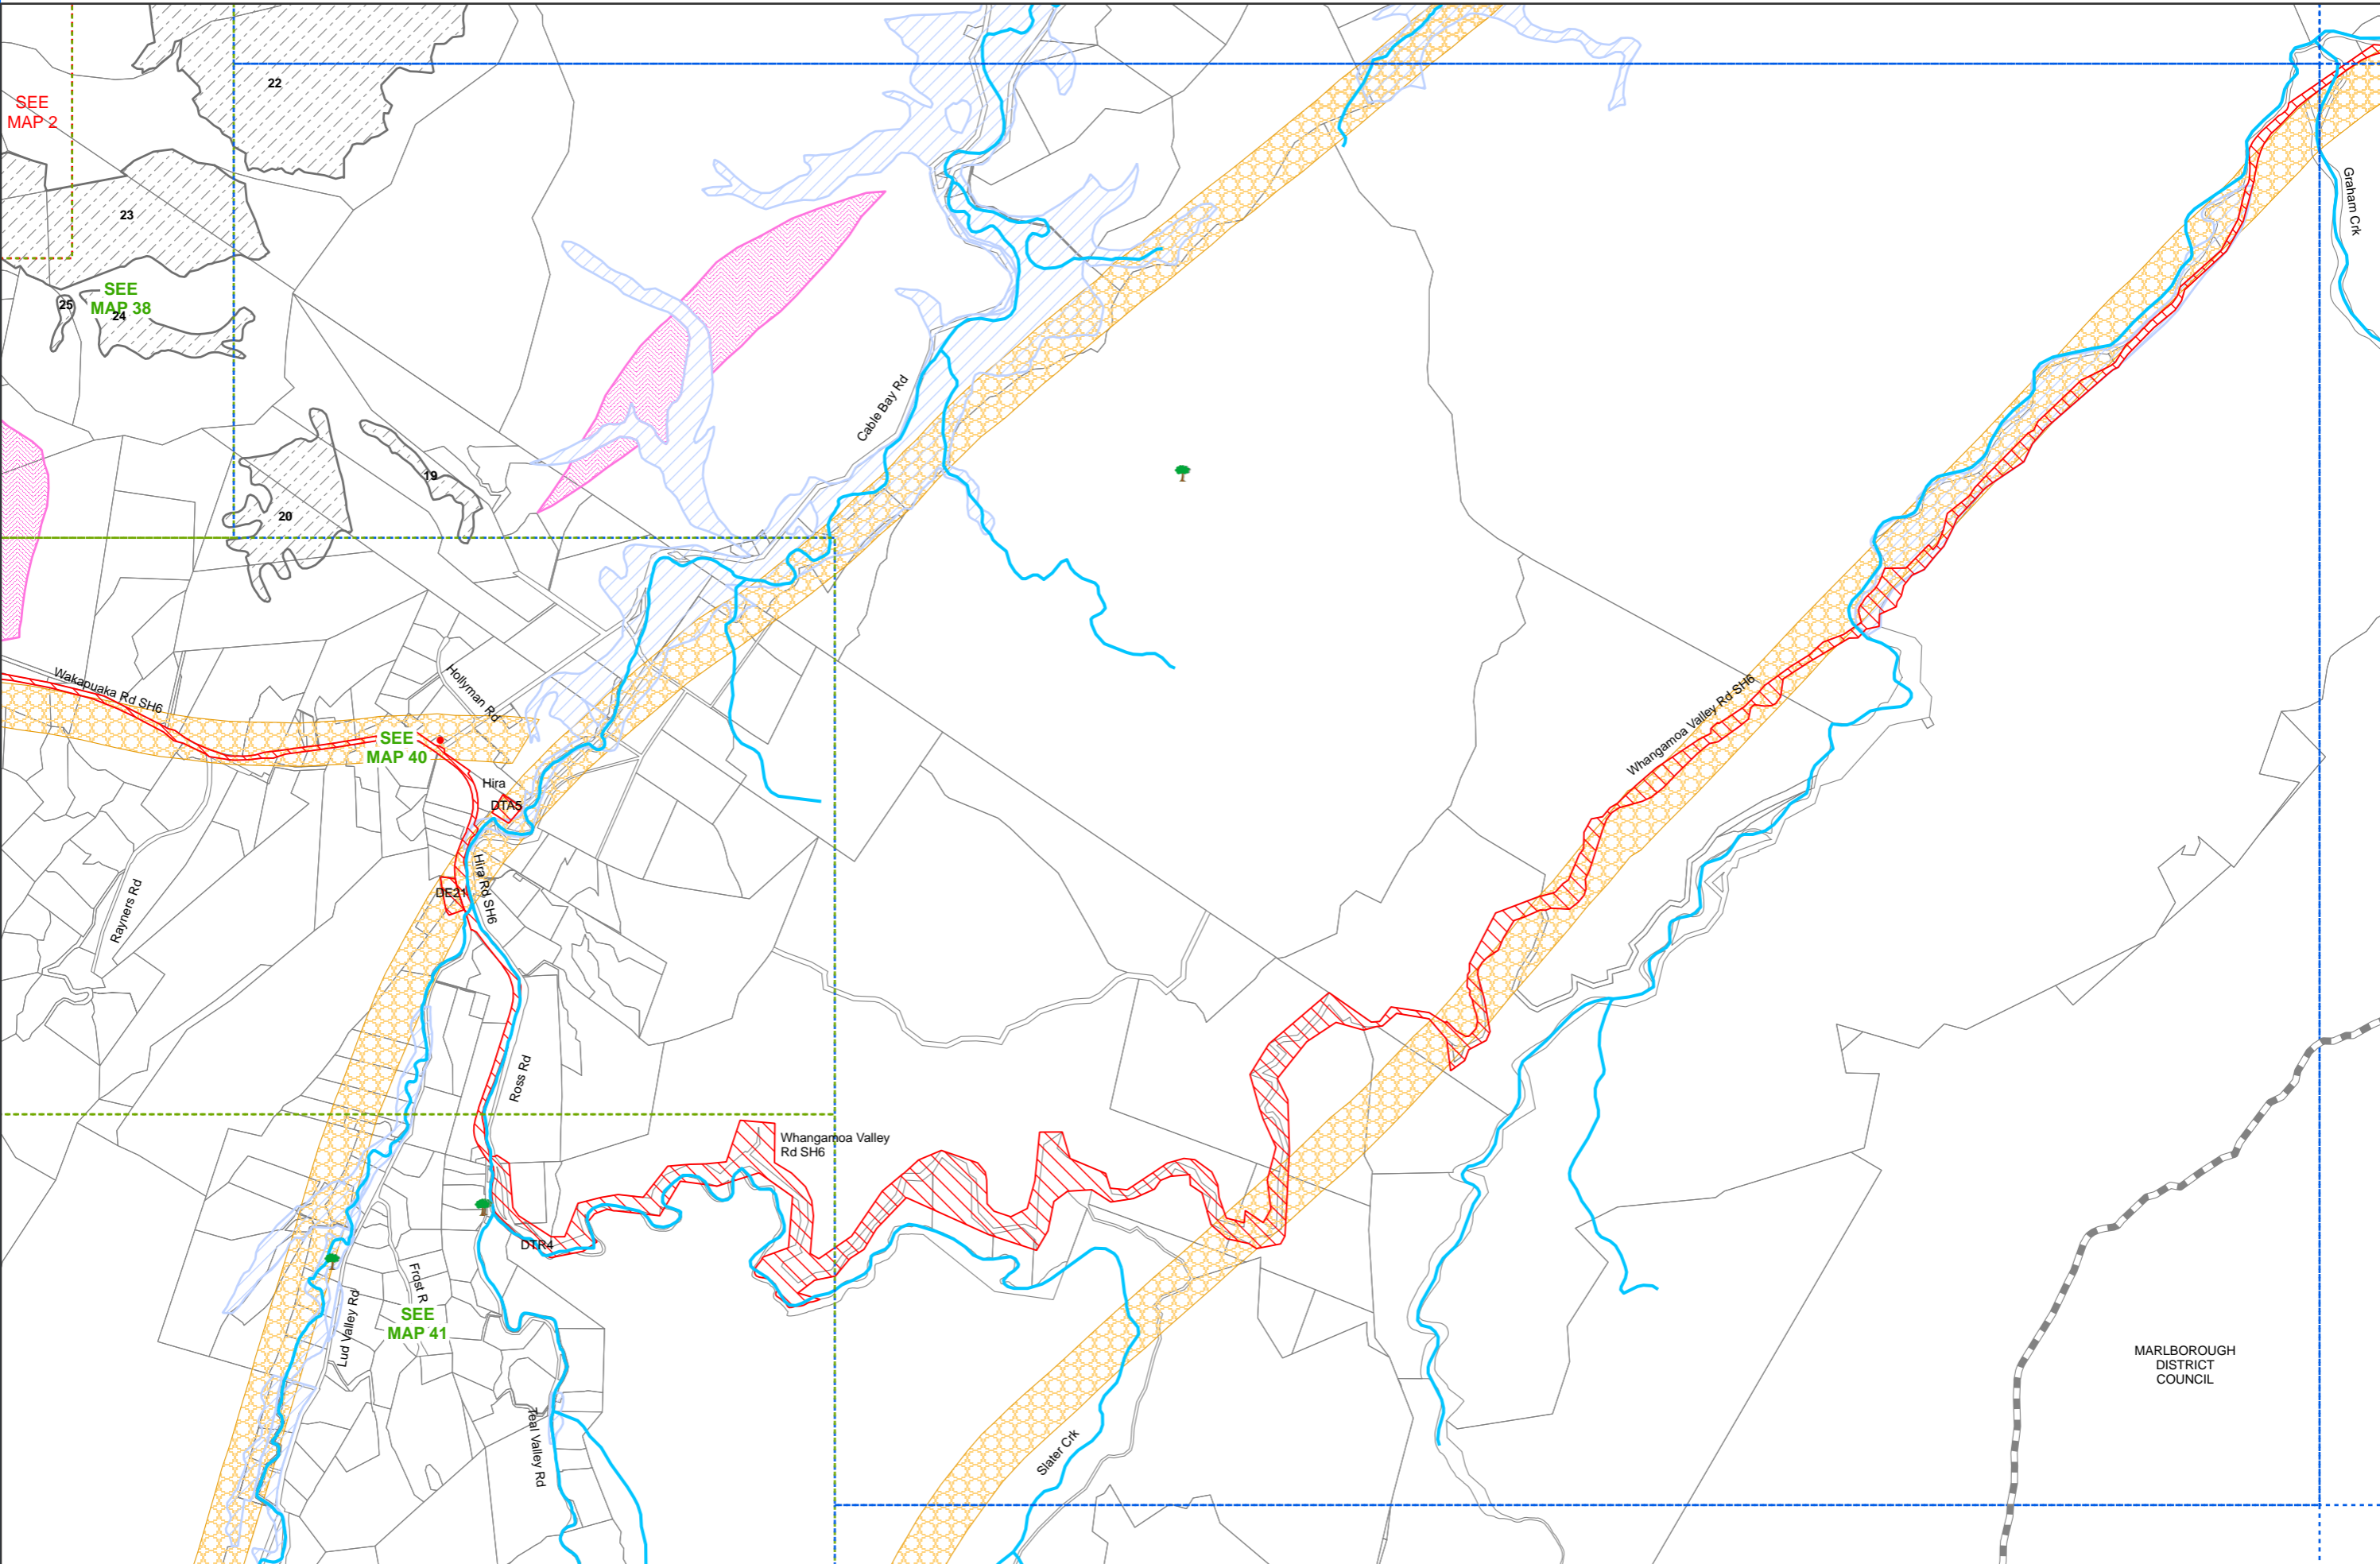 22
SEE
MAP 2
23
Graham Crk
SEE
MAP 38
25
24
Cable Bay Rd
19
20
Wakapuaka Rd SH6
Hollyman Rd
Whangamoa Valley Rd SH6
SEE
MAP 40
Hira
DTA5
Hira Rd SH6
DE21
Rayners Rd
Ross Rd
Whangamoa Valley
Rd SH6
DTR4
Frost R
Lud Valley Rd
SEE
MAP 41
MARLBOROUGH
DISTRICT
COUNCIL
Teal Valley Rd
Slater Crk